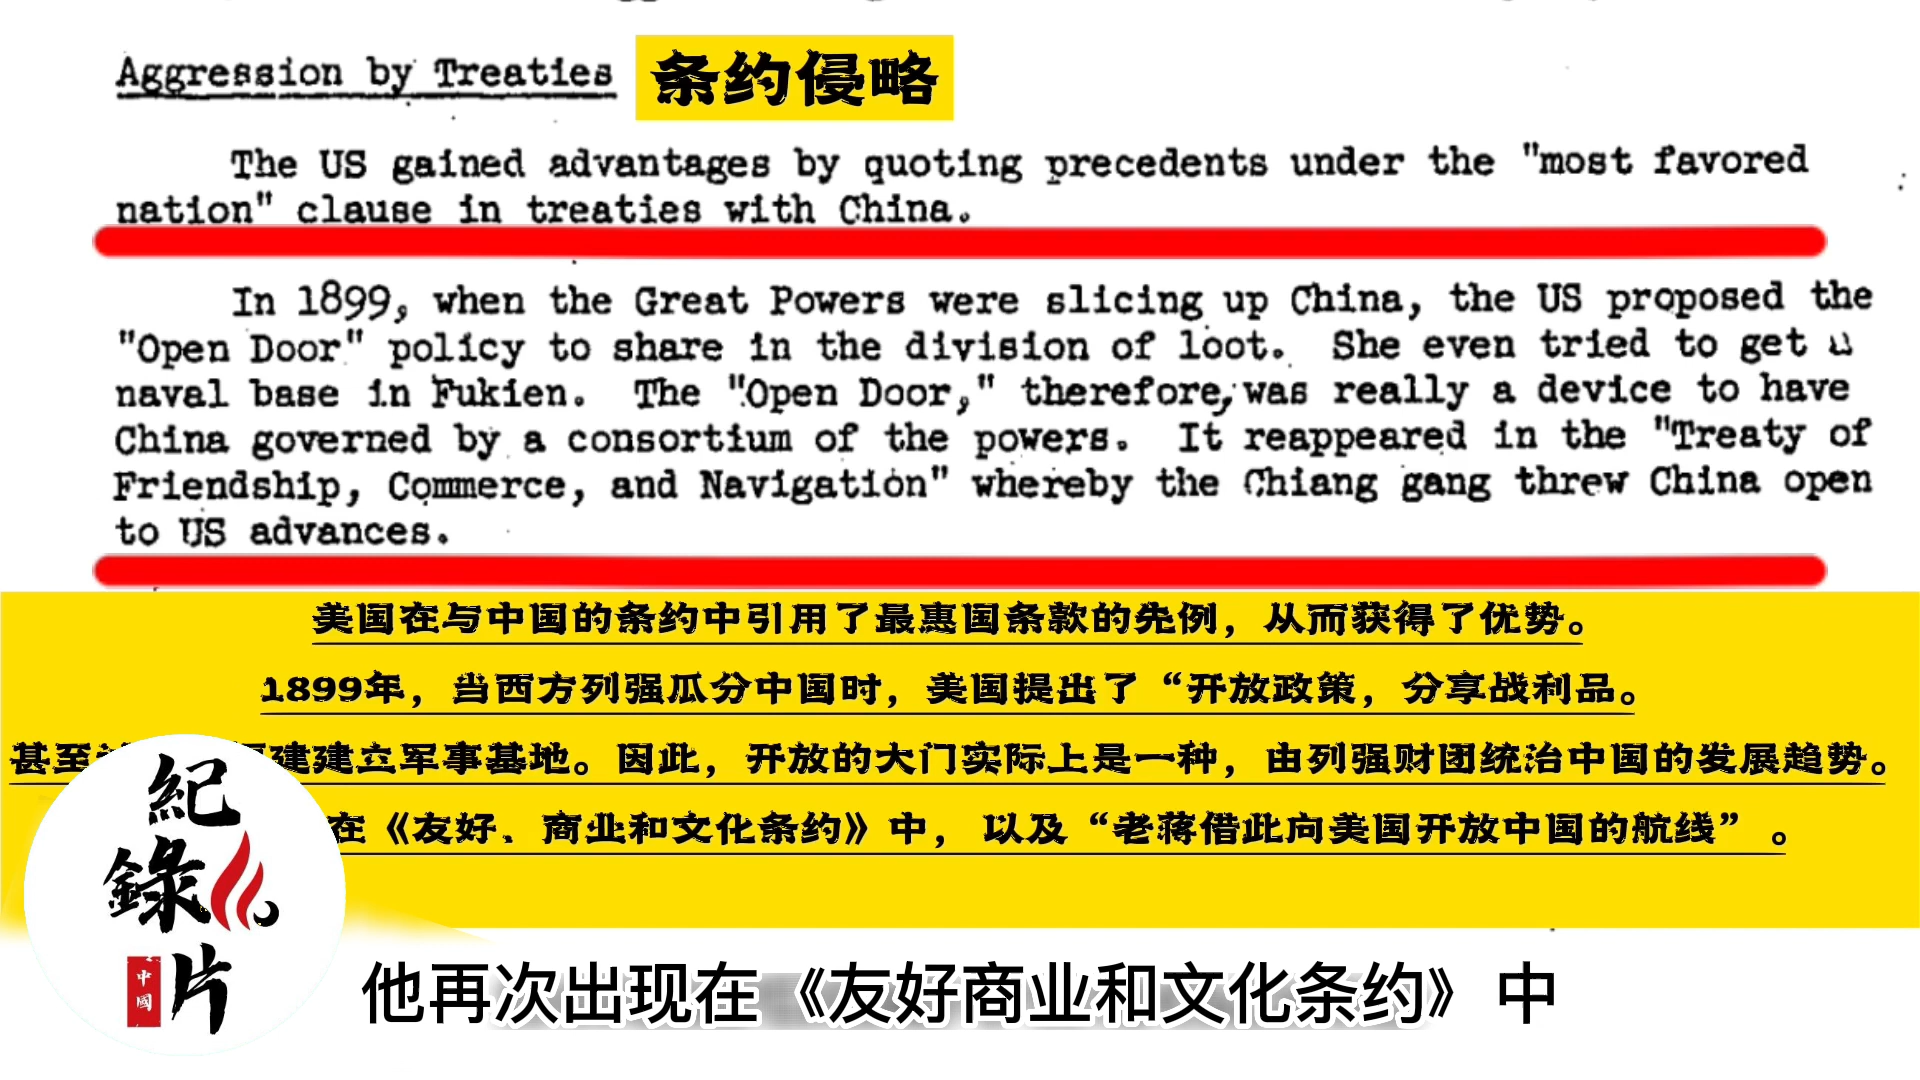 Aggression by Treaties 条约侵略
The US gained advantages by quoting precedents under the "most favored
nation" clause in treaties with China.
In 1899, when the Great Powers were slicing up China, the US proposed the
"Open Door" policy to share in the division of loot. She even tried to get a
naval base in Fukien. The "Open Door," therefore, was really a device to have
China governed by a consortium of the powers. It reappeared in the "Treaty of
Friendship, Commerce, and Navigation" whereby the Chiang gang threw China open
to US advances.
美国在与中国的条约中引用了最惠国条款的先例，从而获得了优势。
1899年，当西方列强瓜分中国时，美国提出了“开放政策，分享战利品。
甚至 建建立军事基地。因此，开放的大门实际上是一种，由列强财团统治中国的发展趋势。
在《友好、商业和文化条约》中，以及“老蒋借此向美国开放中国的航线”。
紀
錄
片
中國
他再次出现在《友好商业和文化条约》中